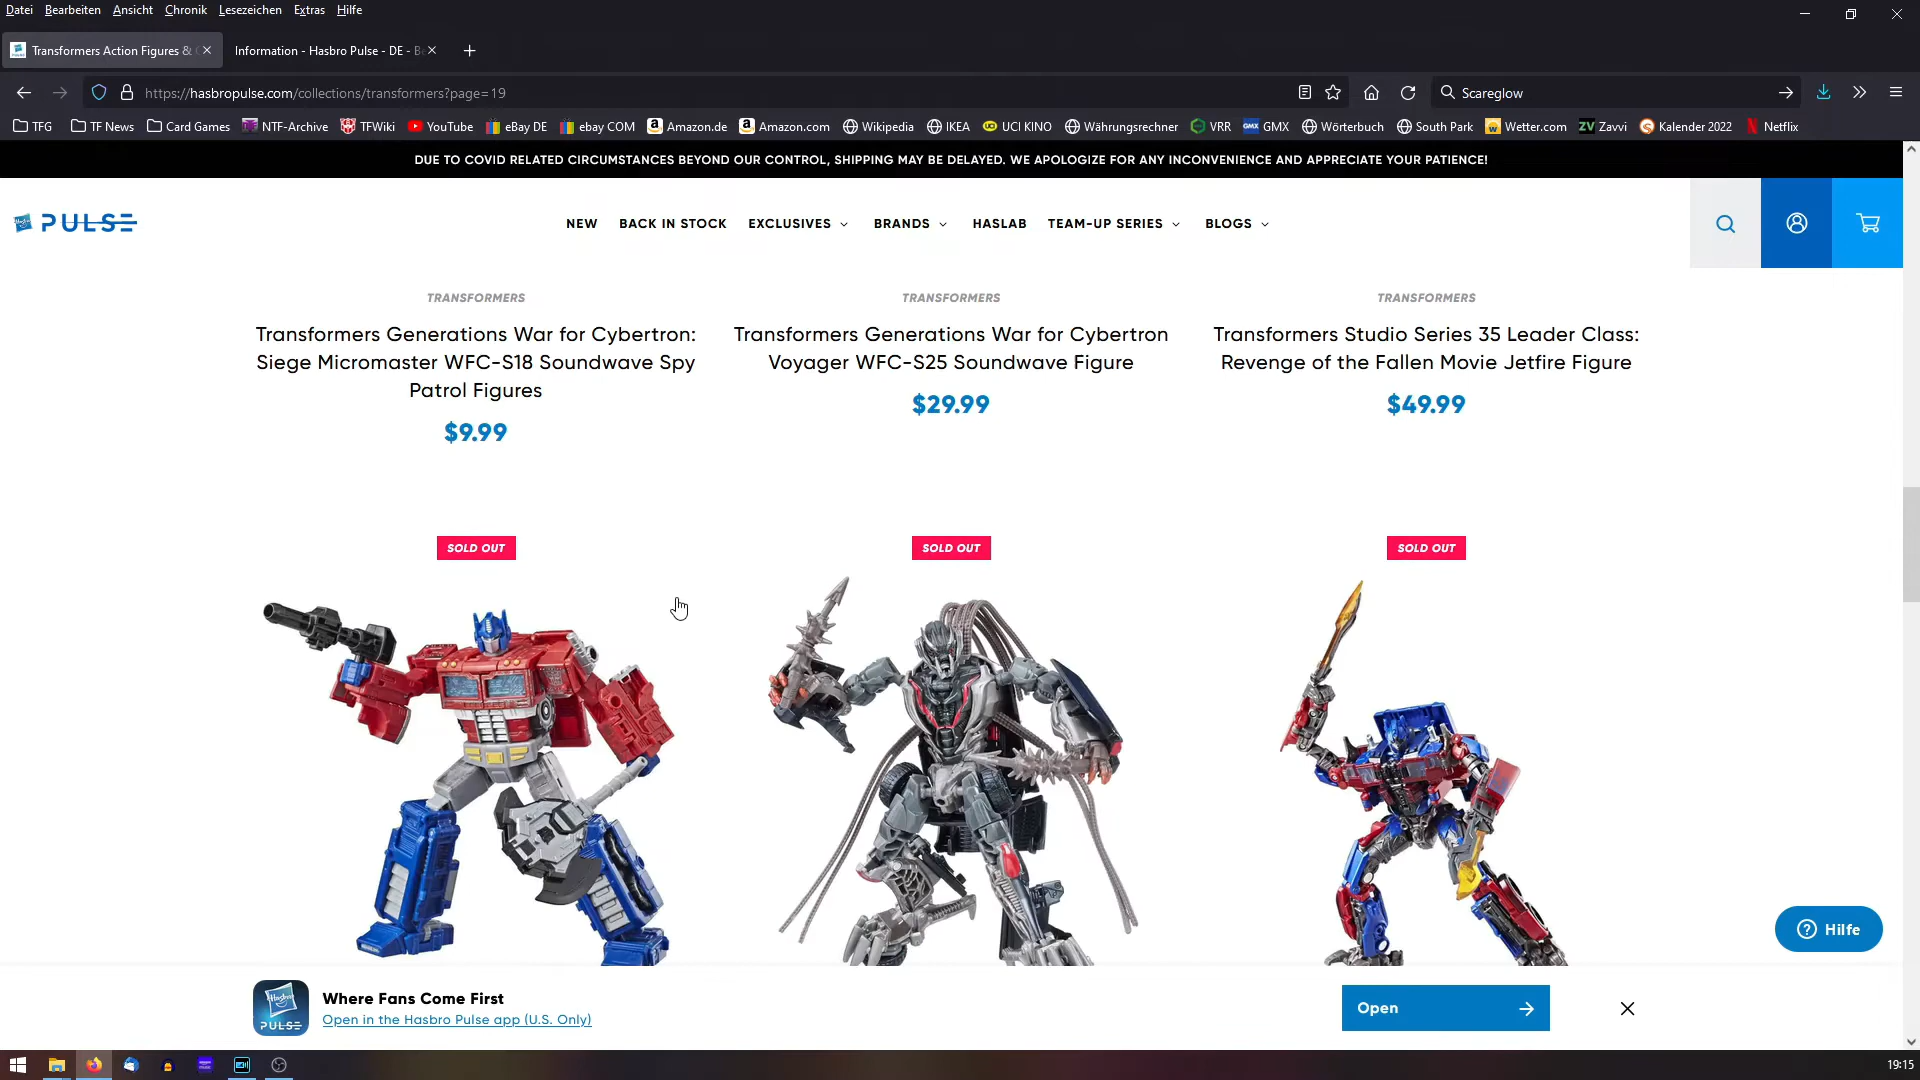 Datei Bearbeiten Ansicht Chronik Lesezeichen Extras Hilfe
Transformers Action Figures &
Information - Hasbro Pulse - DE - B
https://hasbropulse.com/collections/transformers?page=19
Scareglow
TFG TF News Card Games NTF-Archive TFWiki YouTube eBay DE ebay COM Amazon.de Amazon.com Wikipedia IKEA UCI KINO Währungsrechner VRR GMX Wörterbuch South Park Wetter.com ZV Zavvi Kalender 2022 Netflix
DUE TO COVID RELATED CIRCUMSTANCES BEYOND OUR CONTROL, SHIPPING MAY BE DELAYED. WE APOLOGIZE FOR ANY INCONVENIENCE AND APPRECIATE YOUR PATIENCE!
PULSE
NEW BACK IN STOCK EXCLUSIVES BRANDS HASLAB TEAM-UP SERIES BLOGS
TRANSFORMERS
Transformers Generations War for Cybertron:
Siege Micromaster WFC-S18 Soundwave Spy
Patrol Figures
$9.99
TRANSFORMERS
Transformers Generations War for Cybertron
Voyager WFC-S25 Soundwave Figure
$29.99
TRANSFORMERS
Transformers Studio Series 35 Leader Class:
Revenge of the Fallen Movie Jetfire Figure
$49.99
SOLD OUT
SOLD OUT
SOLD OUT
Hilfe
Hasbro
PULSE
Where Fans Come First
Open in the Hasbro Pulse app (U.S. Only)
Open
19:15